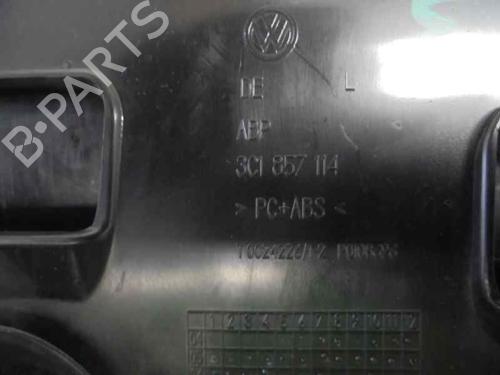 B-PARTS
VW
DE L
ABP
3C1 857 114
> PC+ABS <
1 2 3 4 5 6 7 8 9 10 11 12